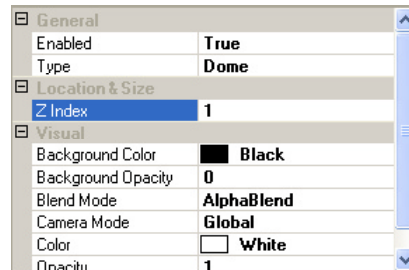 General
Enabled True
Type Dome
Location & Size
Z Index 1
Visual
Background Color Black
Background Opacity 0
Blend Mode AlphaBlend
Camera Mode Global
Color White
Opacity 1